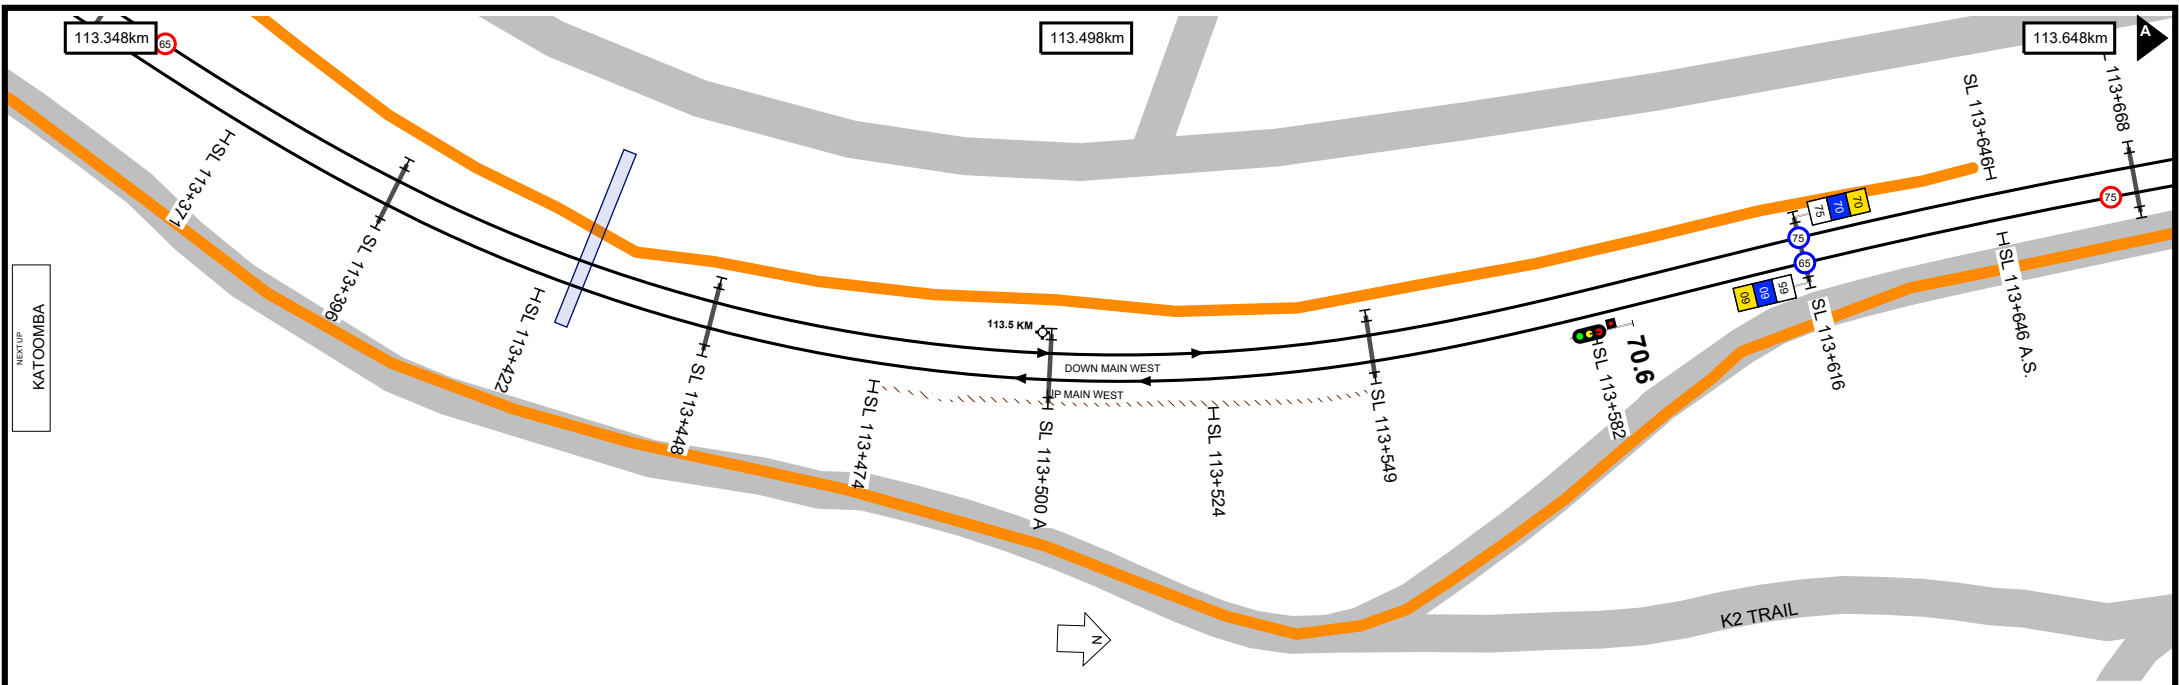 113.348km
65
113.498km
113.648km
A
SL 113+371
SL 113+396
SL 113+422
SL 113+448
SL 113+474
113.5 KM
SL 113+500 A
DOWN MAIN WEST
UP MAIN WEST
SL 113+524
SL 113+549
SL 113+582
70.6
75
70
70
75
65
60
60
65
SL 113+616
SL 113+646
SL 113+646 A.S.
113+668
75
NEXT UP
KATOOMBA
N
K2 TRAIL